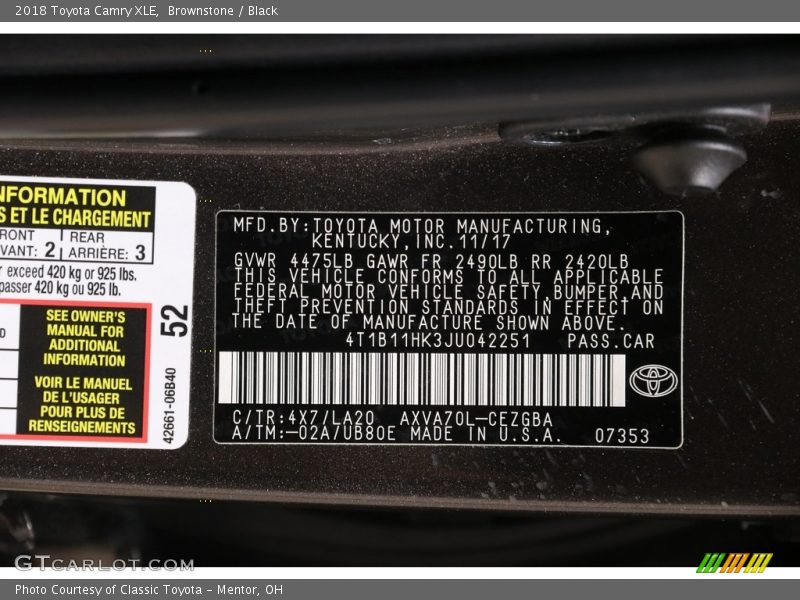 2018 Toyota Camry XLE,  Brownstone / Black
NFORMATION
S ET LE CHARGEMENT
RONT
VANT: 2
REAR
ARRIÈRE: 3
exceed 420 kg or 925 lbs.
passer 420 kg ou 925 lb.
SEE OWNER'S
MANUAL FOR
ADDITIONAL
INFORMATION
VOIR LE MANUEL
DE L'USAGER
POUR PLUS DE
RENSEIGNEMENTS
52
42661-06B40
MFD.BY:TOYOTA MOTOR MANUFACTURING,
KENTUCKY,INC.11/17
GVWR 4475LB GAWR FR 2490LB RR 2420LB
THIS VEHICLE CONFORMS TO ALL APPLICABLE
FEDERAL MOTOR VEHICLE SAFETY,BUMPER,AND
THEFT PREVENTION STANDARDS IN EFFECT ON
THE DATE OF MANUFACTURE SHOWN ABOVE.
4T1B11HK3JU042251 PASS.CAR
C/TR:4X7/LA20 AXVA70L-CEZGBA
A/TM:-02A/UB80E MADE IN U.S.A. 07353
GTCARLOT.COM
Photo Courtesy of Classic Toyota - Mentor, OH